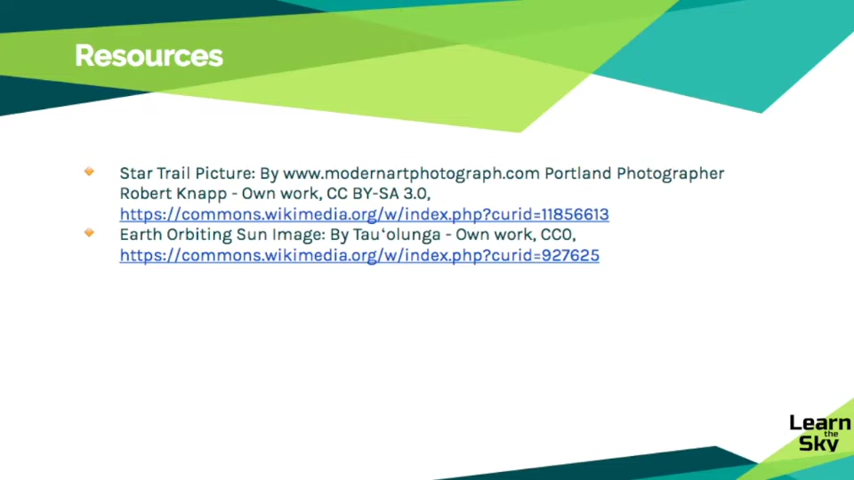 Resources
Star Trail Picture: By www.modernartphotograph.com Portland Photographer
Robert Knapp - Own work, CC BY-SA 3.0,
https://commons.wikimedia.org/w/index.php?curid=11856613
Earth Orbiting Sun Image: By Tauʻolunga - Own work, CC0,
https://commons.wikimedia.org/w/index.php?curid=927625
Learn
the
Sky